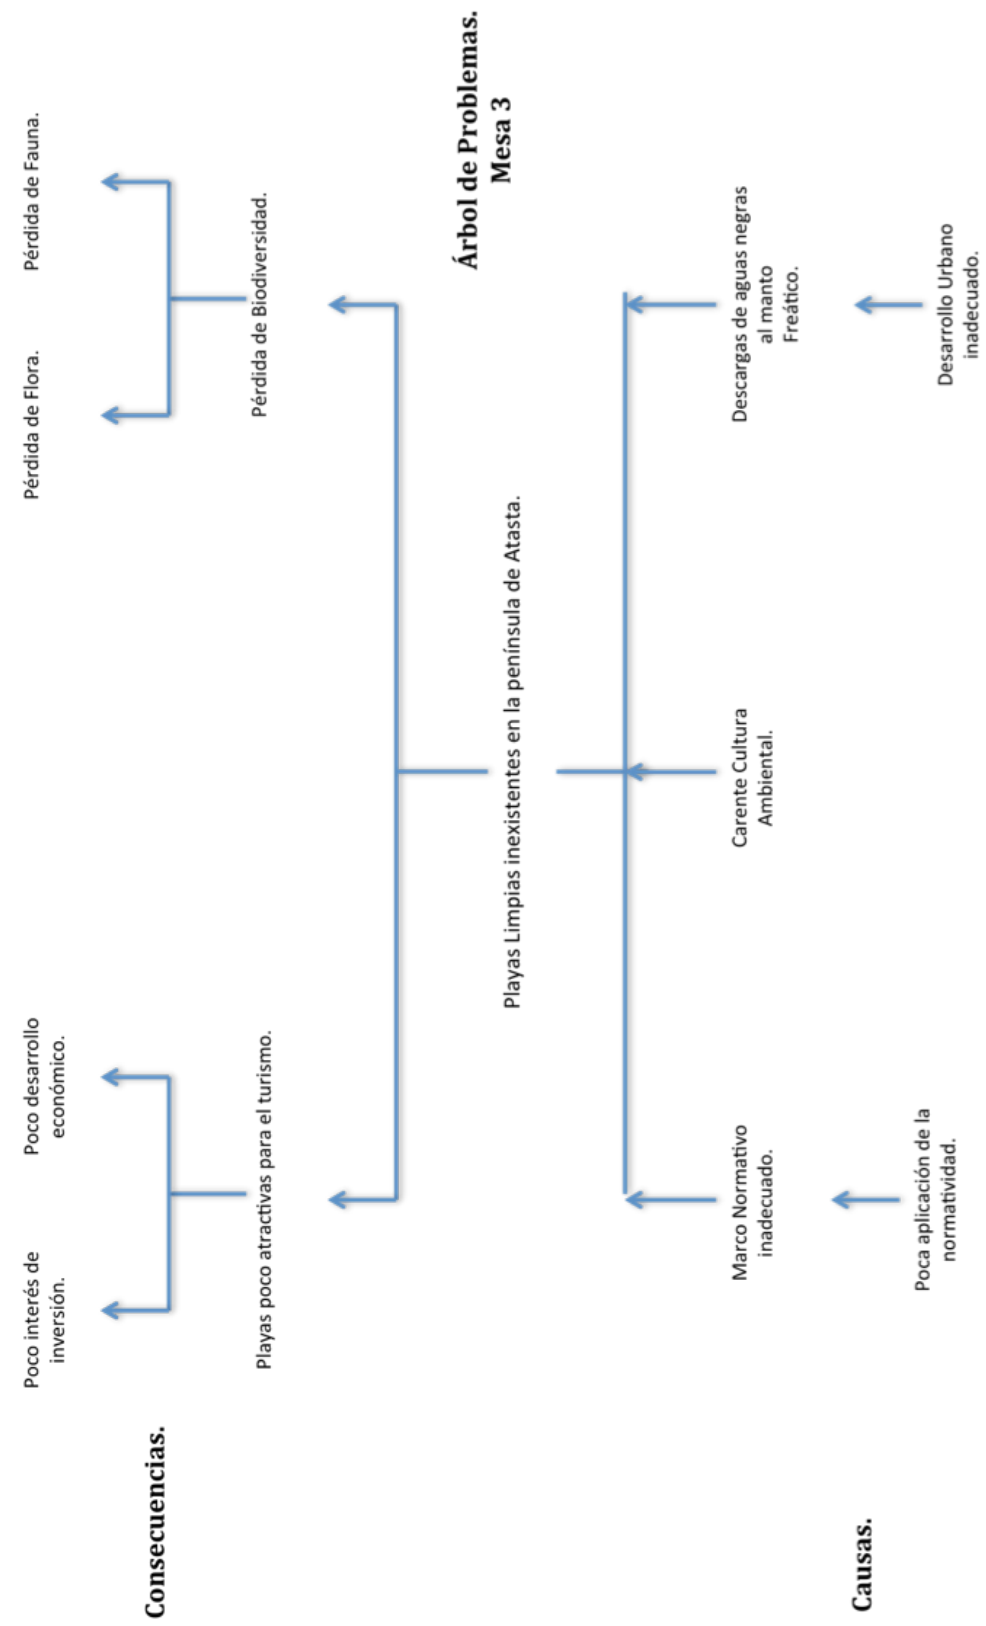 Poco interés de
inversión.
Poco desarrollo
económico.
Pérdida de Flora.
Pérdida de Fauna.
Consecuencias.
Playas poco atractivas para el turismo.
Pérdida de Biodiversidad.
Árbol de Problemas.
Mesa 3
Playas Limpias inexistentes en la península de Atasta.
Marco Normativo
inadecuado.
Carente Cultura
Ambiental.
Descargas de aguas negras
al manto
Freático.
Causas.
Poca aplicación de la
normatividad.
Desarrollo Urbano
inadecuado.